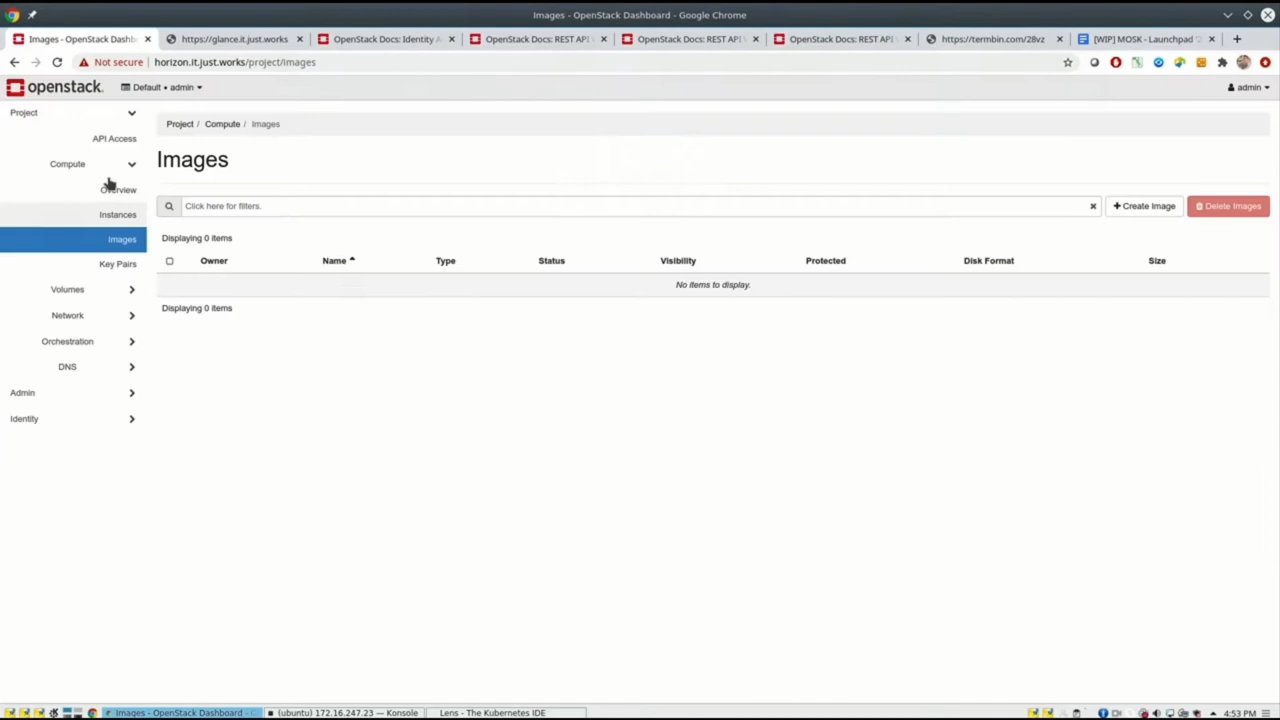 Images - OpenStack Dashboard - Google Chrome
Images - OpenStack Dashb
https://glance.it.just.works
OpenStack Docs: Identity A
OpenStack Docs: REST API
OpenStack Docs: REST API
OpenStack Docs: REST API
https://termbin.com/28vz
[WIP] MOSK - Launchpad
Not secure
horizon.it.just.works/project/images
openstack.
Default • admin
admin
Project
API Access
Compute
Overview
Instances
Images
Key Pairs
Volumes
Network
Orchestration
DNS
Admin
Identity
Project / Compute / Images
Images
Click here for filters.
Create Image
Delete Images
Displaying 0 items
Owner Name Type Status Visibility Protected Disk Format Size
No items to display.
Displaying 0 items
Images - OpenStack Dashboard -
(ubuntu) 172.16.247.23 — Konsole
Lens - The Kubernetes IDE
4:53 PM